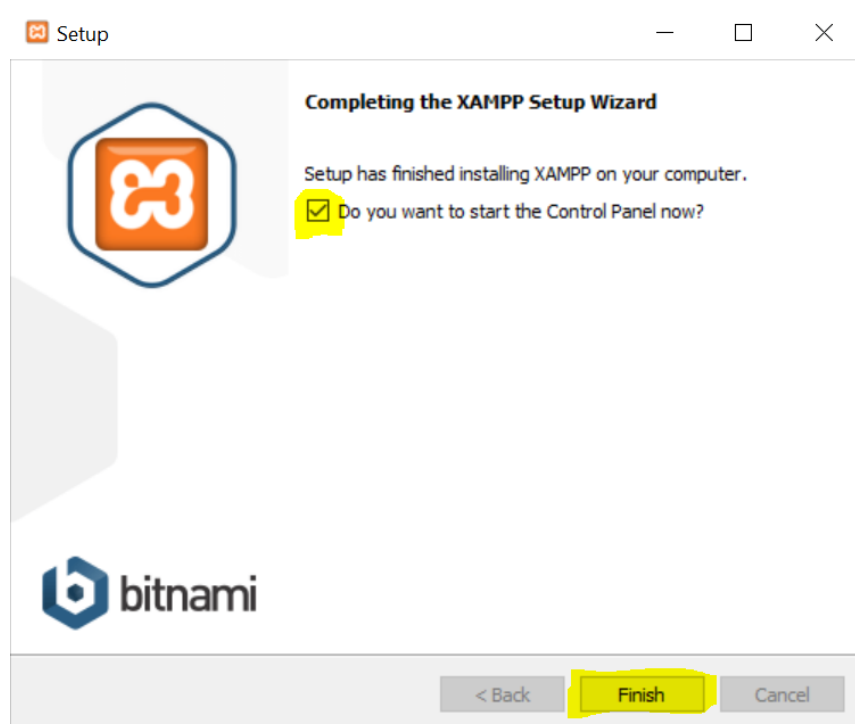 Setup
Completing the XAMPP Setup Wizard
Setup has finished installing XAMPP on your computer.
Do you want to start the Control Panel now?
bitnami
< Back Finish Cancel